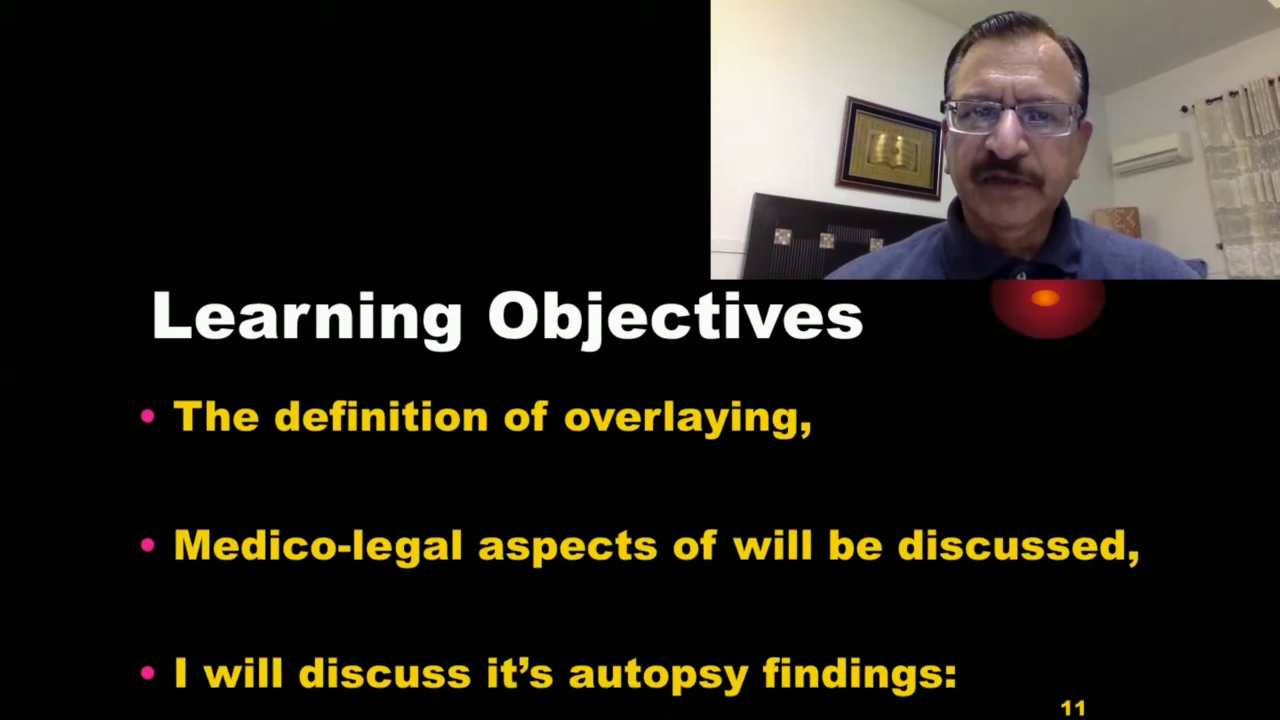 Learning Objectives
• The definition of overlaying,
• Medico-legal aspects of will be discussed,
• I will discuss it’s autopsy findings:
11